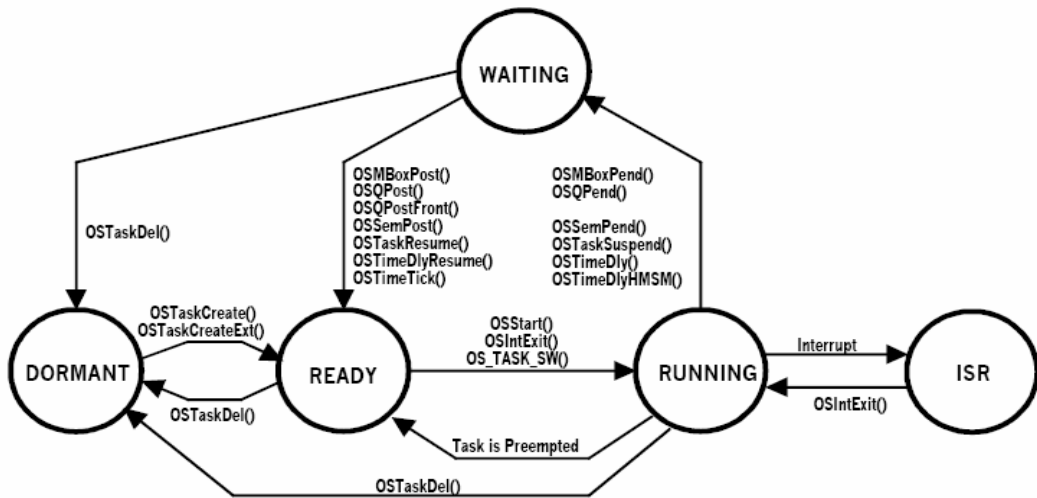 WAITING
OSMBoxPost()
OSQPost()
OSQPostFront()
OSSemPost()
OSTaskResume()
OSTimeDlyResume()
OSTimeTick()
OSMBoxPend()
OSQPend()
OSSemPend()
OSTaskSuspend()
OSTimeDly()
OSTimeDlyHMSM()
OSTaskDel()
OSTaskCreate()
OSTaskCreateExt()
OSStart()
OSIntExit()
OS_TASK_SW()
Interrupt
DORMANT
READY
RUNNING
ISR
OSTaskDel()
OSIntExit()
Task is Preempted
OSTaskDel()